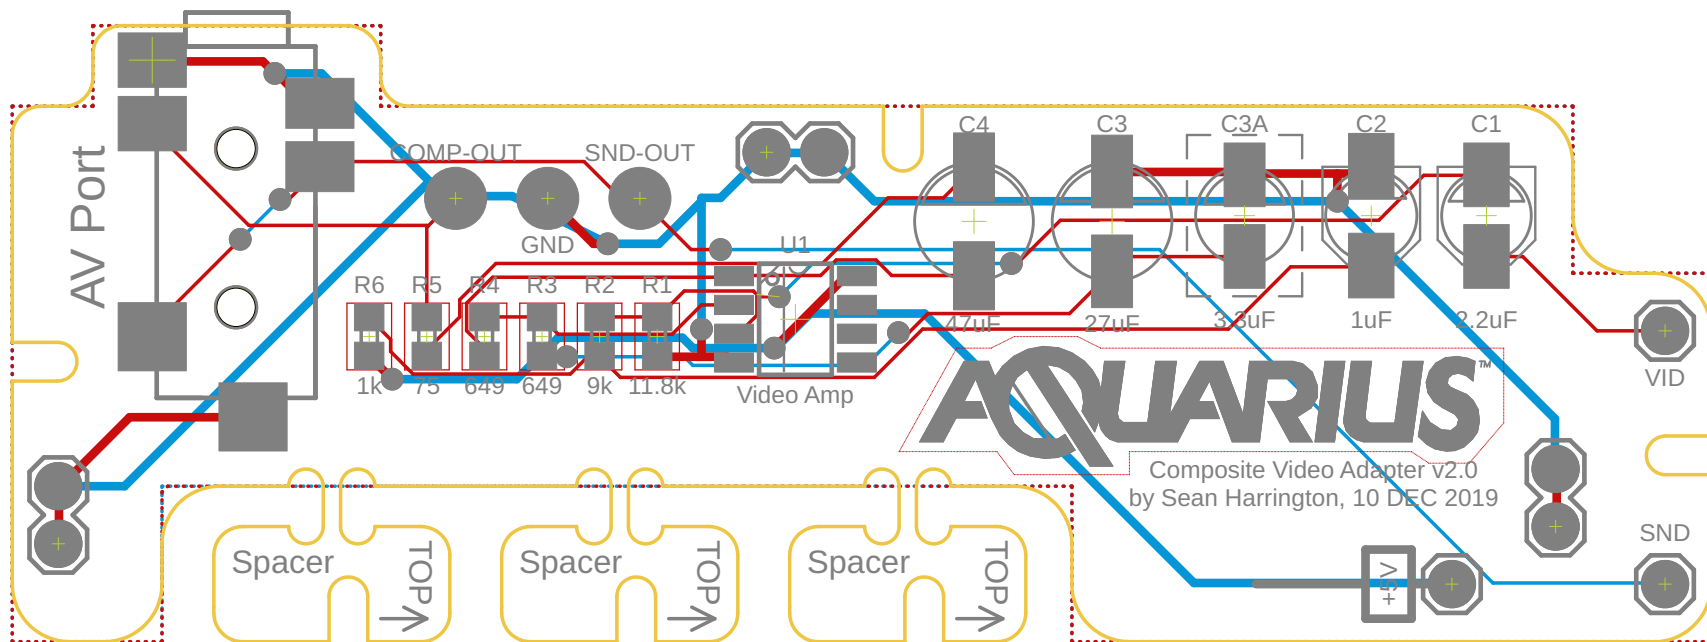 C4
C3
C3A
C2
C1
AV Port
COMP-OUT
SND-OUT
GND
U1
R6
R5
R4
R3
R2
R1
47uF
27uF
3.3uF
1uF
2.2uF
1k
75
649
649
9k
11.8k
Video Amp
VID
AQUARIUS™
Composite Video Adapter v2.0
by Sean Harrington, 10 DEC 2019
SND
Spacer
TOP
Spacer
TOP
Spacer
TOP
+5V